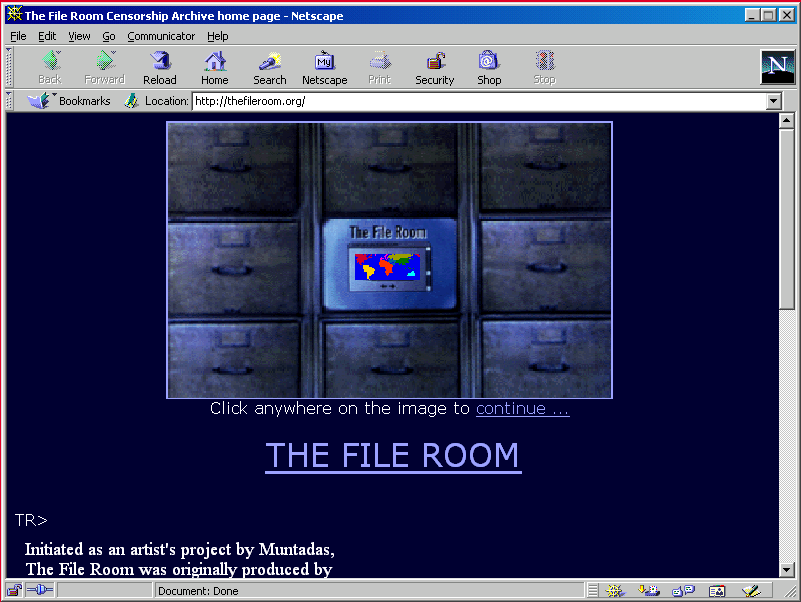 The File Room Censorship Archive home page - Netscape
File Edit View Go Communicator Help
My N
Back Forward Reload Home Search Netscape Print Security Shop Stop
Bookmarks Location: http://thefileroom.org/
The File Room
Click anywhere on the image to continue ...
THE FILE ROOM
TR>
Initiated as an artist's project by Muntadas,
The File Room was originally produced by
Document: Done